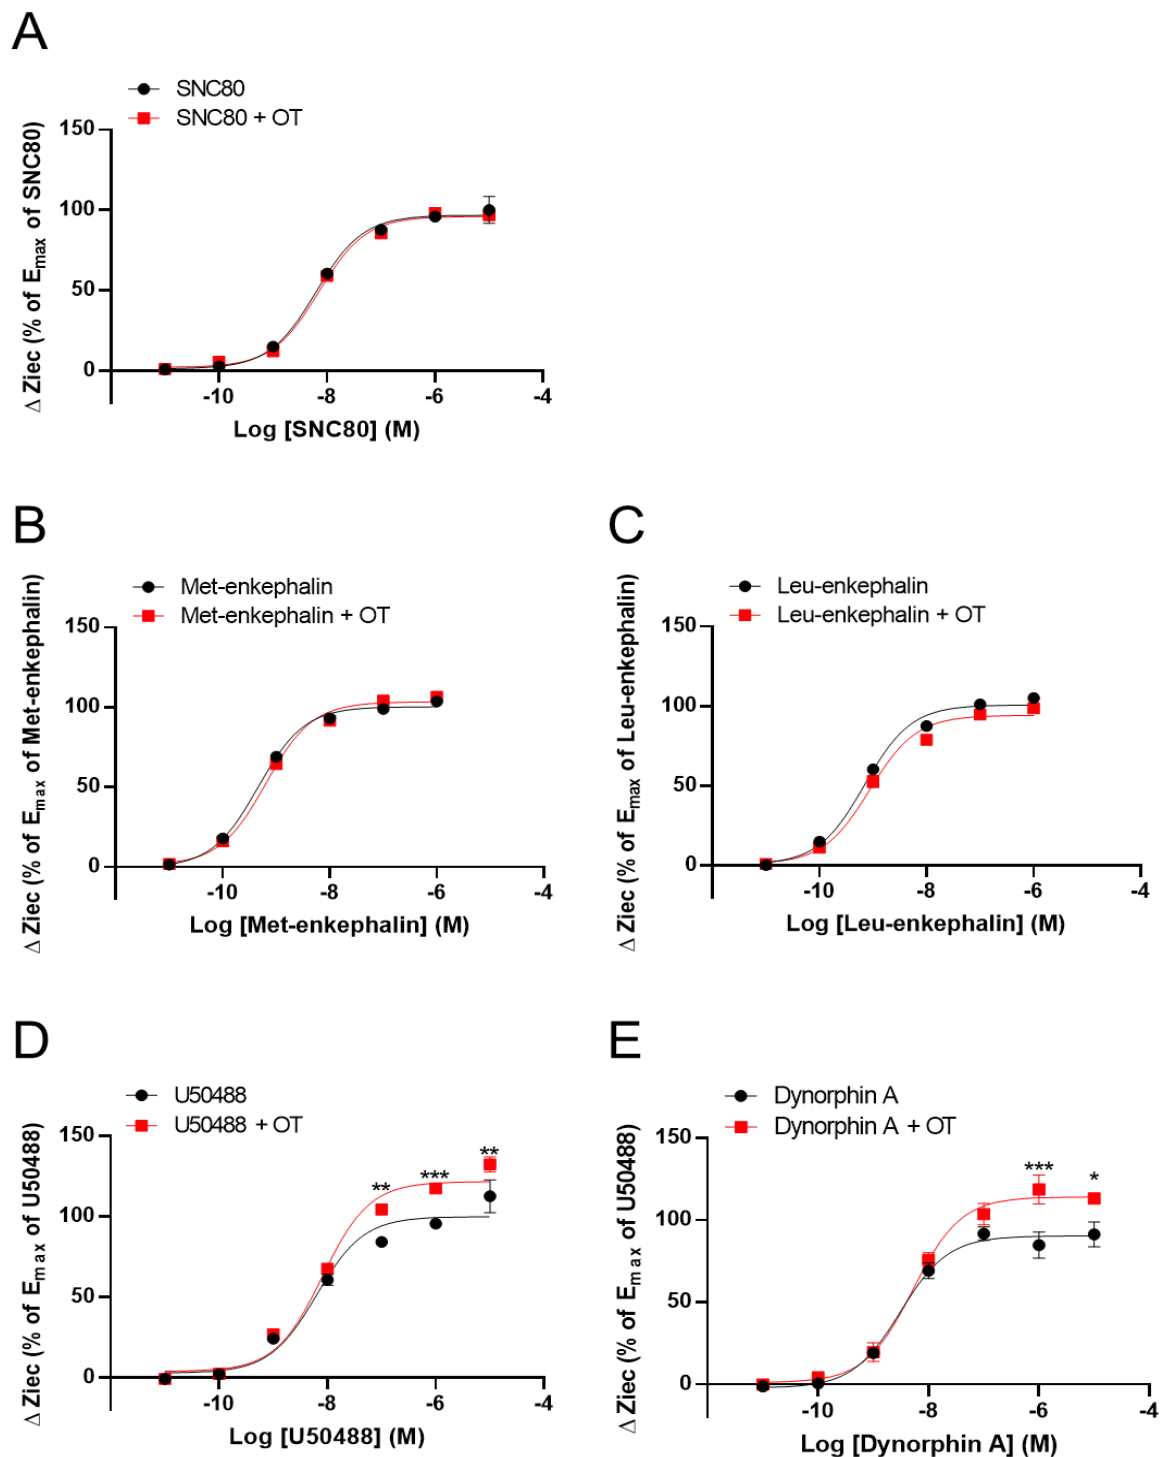 A
SNC80
SNC80 + OT
Δ Ziec (% of Emax of SNC80)
150
100
50
0
-10
-8
-6
-4
Log [SNC80] (M)
B
Met-enkephalin
Met-enkephalin + OT
Δ Ziec (% of Emax of Met-enkephalin)
150
100
50
0
-10
-8
-6
-4
Log [Met-enkephalin] (M)
C
Leu-enkephalin
Leu-enkephalin + OT
Δ Ziec (% of Emax of Leu-enkephalin)
150
100
50
0
-10
-8
-6
-4
Log [Leu-enkephalin] (M)
D
U50488
U50488 + OT
Δ Ziec (% of Emax of U50488)
150
100
50
0
**
***
**
-10
-8
-6
-4
Log [U50488] (M)
E
Dynorphin A
Dynorphin A + OT
Δ Ziec (% of Emax of U50488)
150
100
50
0
***
*
-10
-8
-6
-4
Log [Dynorphin A] (M)